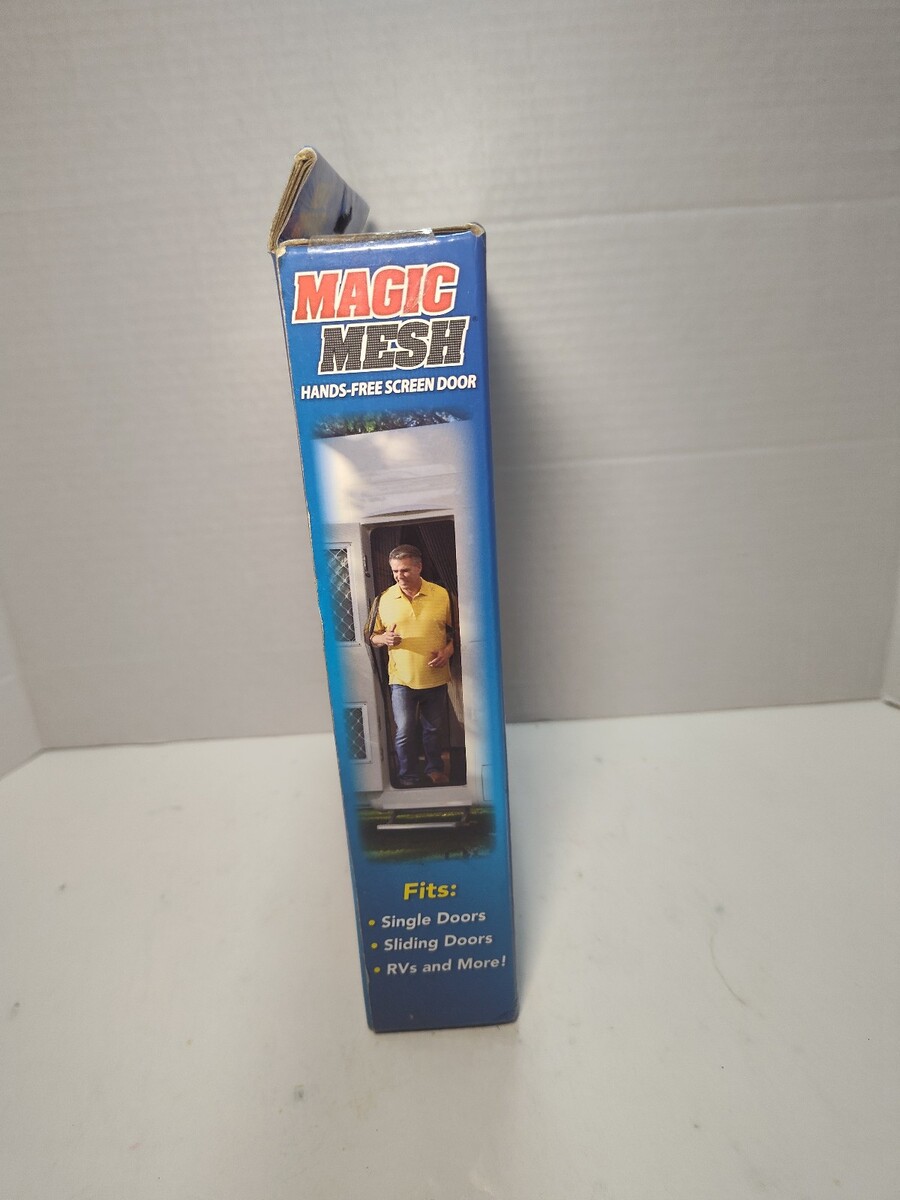 MAGIC
MESH
HANDS-FREE SCREEN DOOR
Fits:
• Single Doors
• Sliding Doors
• RVs and More!